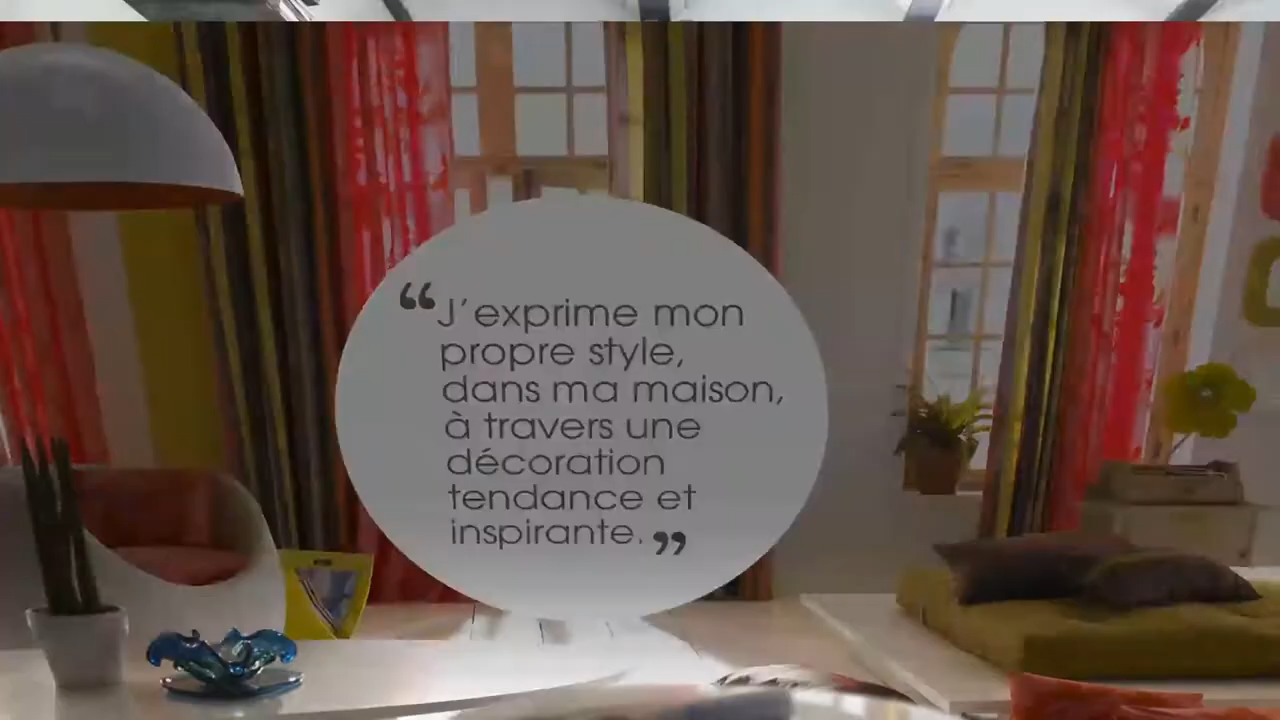 “J’exprime mon
propre style,
dans ma maison,
à travers une
décoration
tendance et
inspirante.”